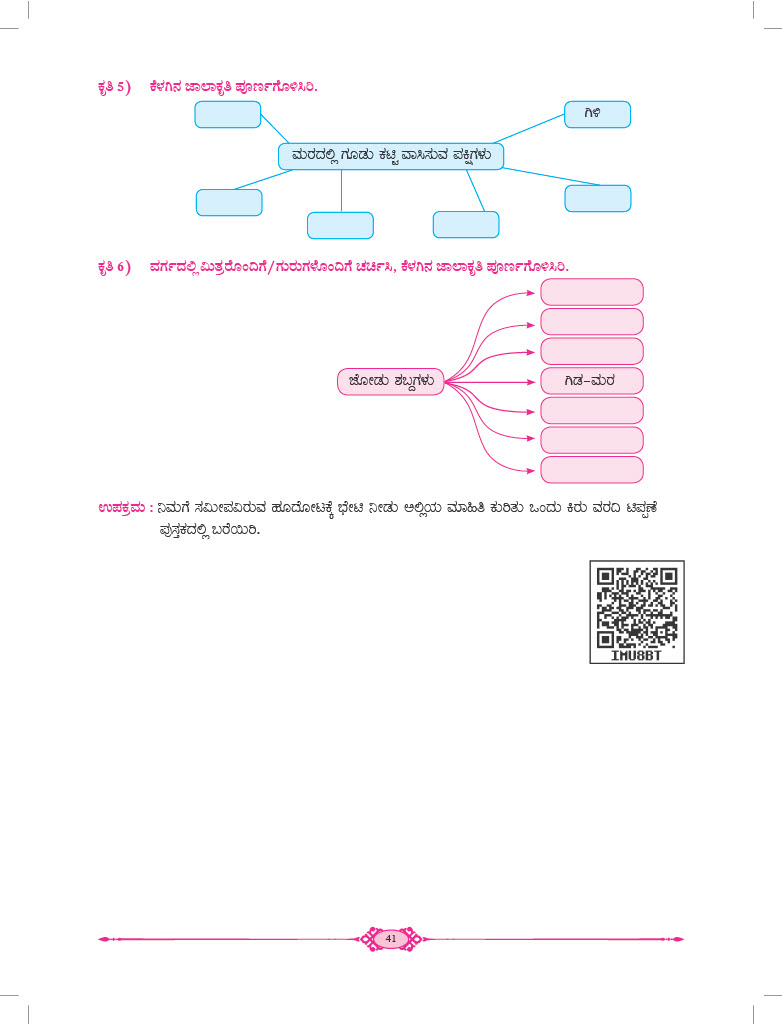 ಕೃತಿ 5) ಕೆಳಗಿನ ಜಾಲಾಕೃತಿ ಪೂರ್ಣಗೊಳಿಸಿರಿ.
ಗಿಳಿ
ಮರದಲ್ಲಿ ಗೂಡು ಕಟ್ಟಿ ವಾಸಿಸುವ ಪಕ್ಷಿಗಳು
ಕೃತಿ 6) ವರ್ಗದಲ್ಲಿ ಮಿತ್ರರೊಂದಿಗೆ/ಗುರುಗಳೊಂದಿಗೆ ಚರ್ಚಿಸಿ, ಕೆಳಗಿನ ಜಾಲಾಕೃತಿ ಪೂರ್ಣಗೊಳಿಸಿರಿ.
ಜೋಡು ಶಬ್ದಗಳು
ಗಿಡ-ಮರ
ಉಪಕ್ರಮ : ನಿಮಗೆ ಸಮೀಪವಿರುವ ಹೂದೋಟಕ್ಕೆ ಭೇಟಿ ನೀಡು ಅಲ್ಲಿಯ ಮಾಹಿತಿ ಕುರಿತು ಒಂದು ಕಿರು ವರದಿ ಟಿಪ್ಪಣೆ
ಪುಸ್ತಕದಲ್ಲಿ ಬರೆಯಿರಿ.
IMU8BT
41